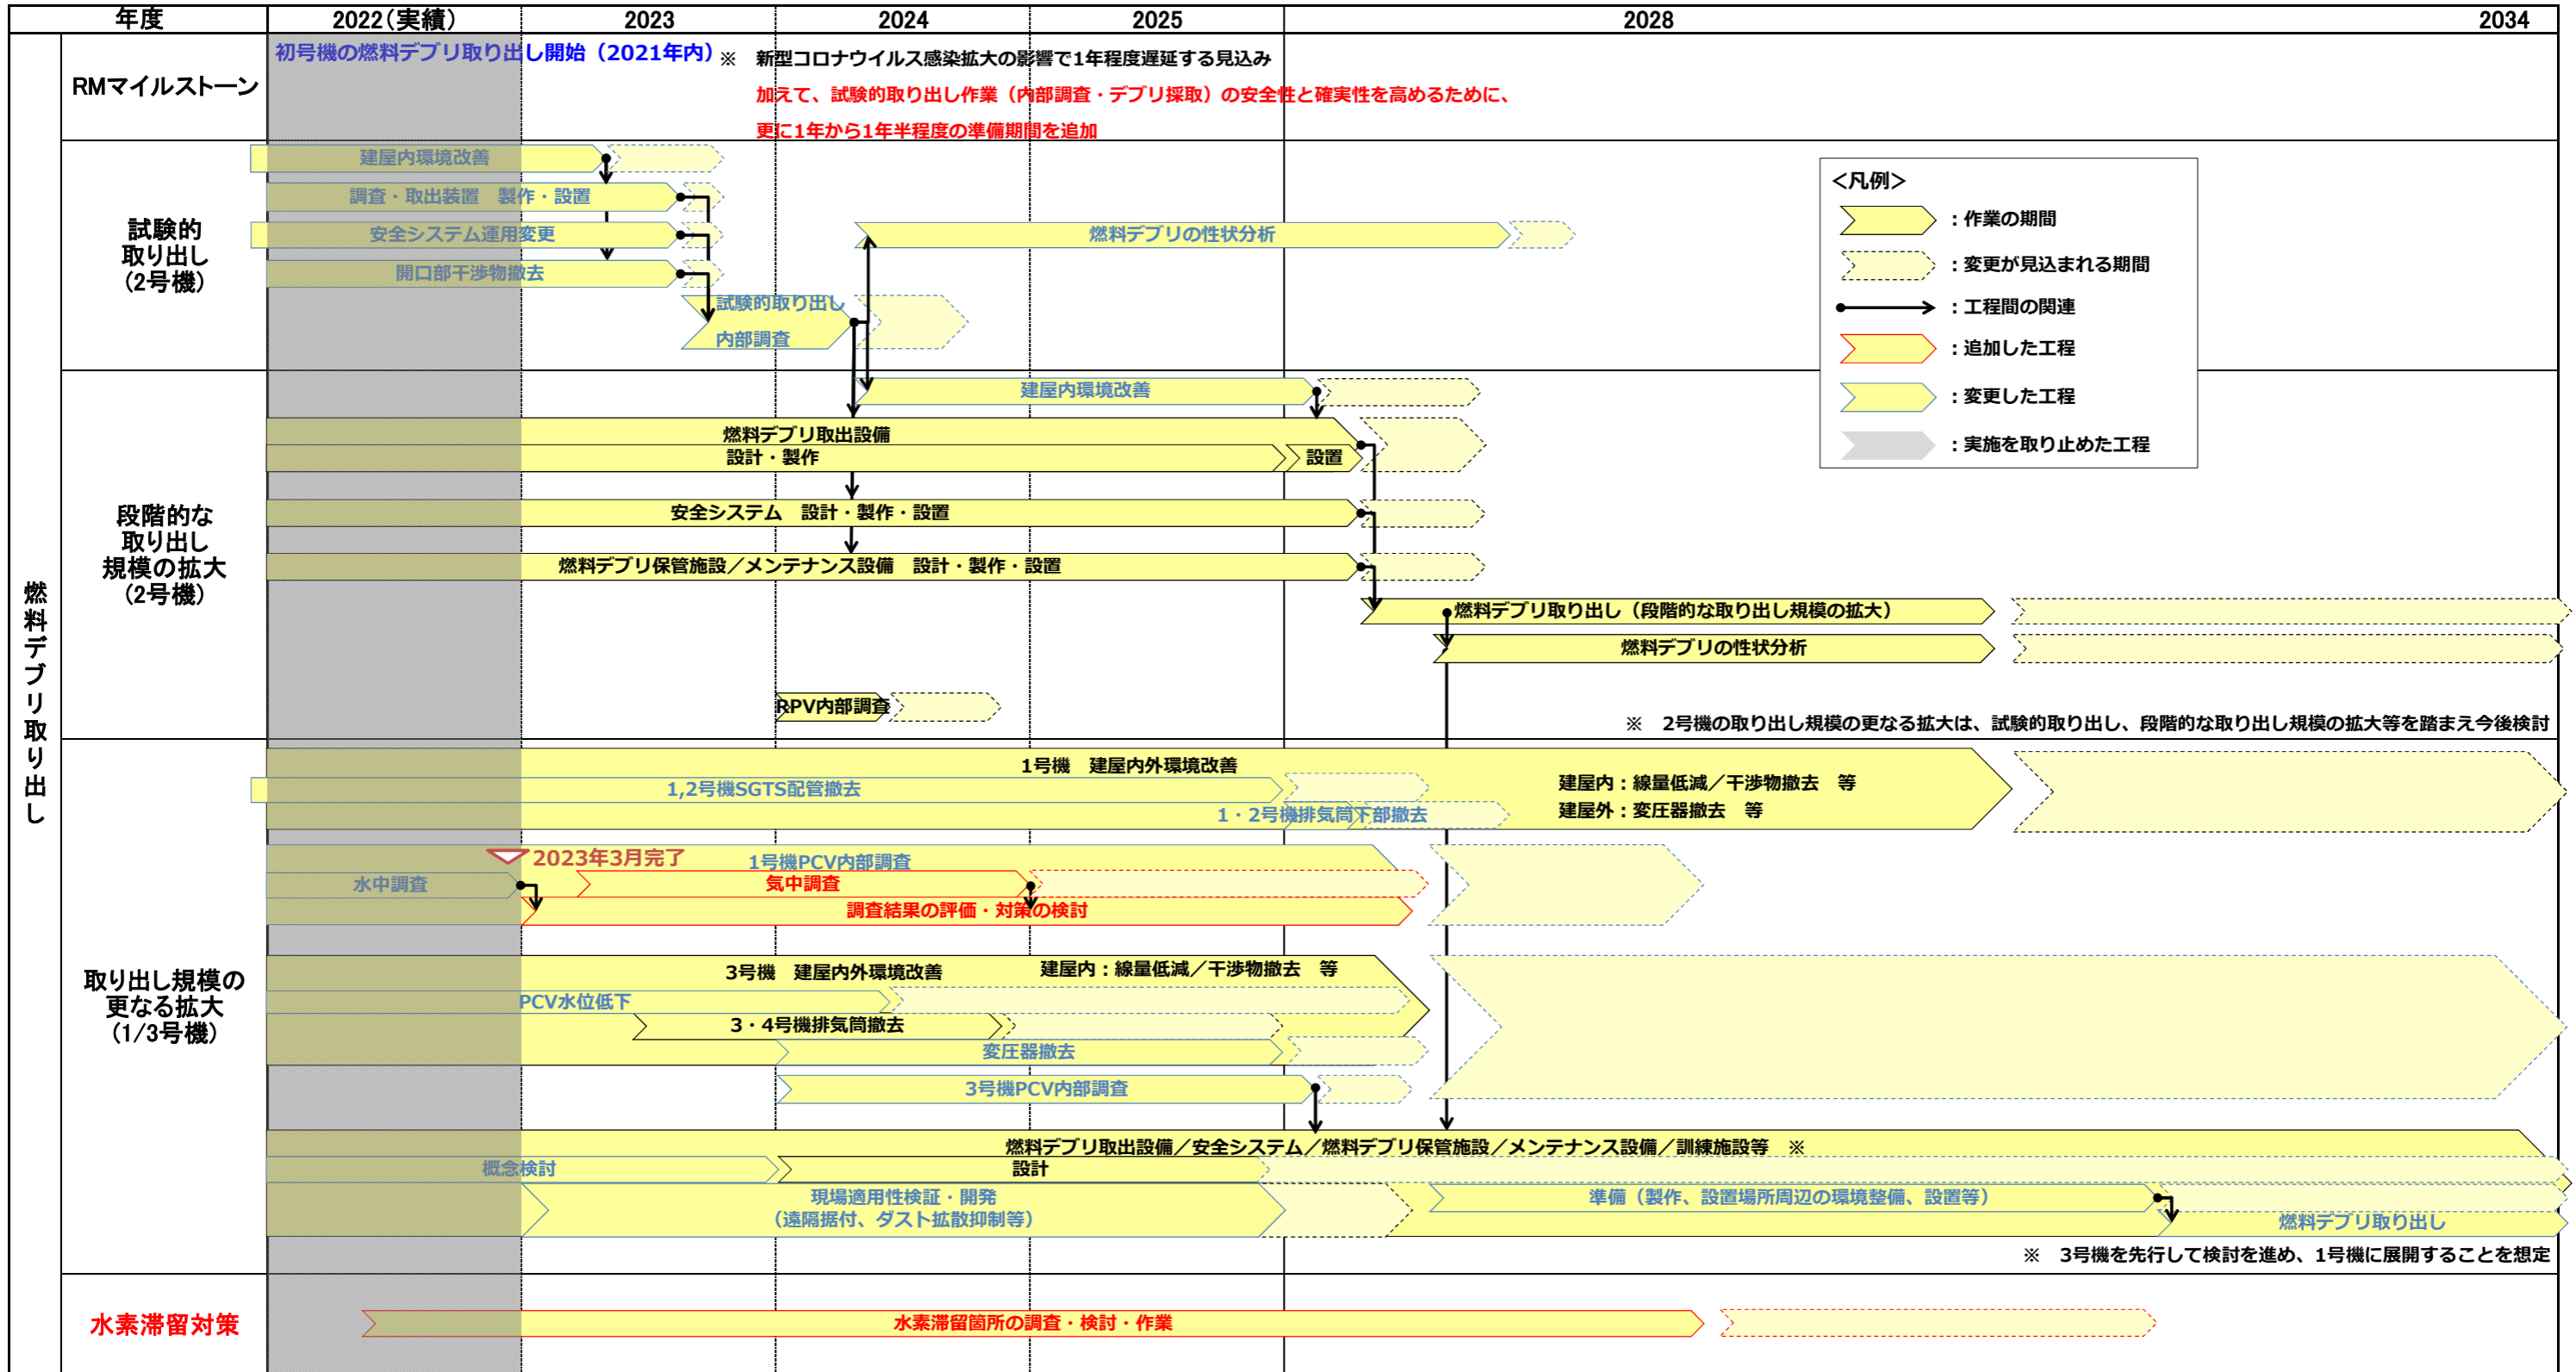 年度
2022（実績）
2023
2024
2025
2028
2034
燃料デブリ取り出し
RMマイルストーン
初号機の燃料デブリ取り出し開始（2021年内）
※　新型コロナウイルス感染拡大の影響で1年程度遅延する見込み
加えて、試験的取り出し作業（内部調査・デブリ採取）の安全性と確実性を高めるために、
更に1年から1年半程度の準備期間を追加
試験的
取り出し
(2号機)
建屋内環境改善
調査・取出装置　製作・設置
安全システム運用変更
燃料デブリの性状分析
開口部干渉物撤去
試験的取り出し
内部調査
＜凡例＞
：作業の期間
：変更が見込まれる期間
：工程間の関連
：追加した工程
：変更した工程
：実施を取り止めた工程
段階的な
取り出し
規模の拡大
(2号機)
建屋内環境改善
燃料デブリ取出設備
設計・製作
設置
安全システム　設計・製作・設置
燃料デブリ保管施設／メンテナンス設備　設計・製作・設置
燃料デブリ取り出し（段階的な取り出し規模の拡大）
燃料デブリの性状分析
RPV内部調査
※　2号機の取り出し規模の更なる拡大は、試験的取り出し、段階的な取り出し規模の拡大等を踏まえ今後検討
取り出し規模の
更なる拡大
(1/3号機)
1号機　建屋内外環境改善
建屋内：線量低減／干渉物撤去　等
建屋外：変圧器撤去　等
1,2号機SGTS配管撤去
1・2号機排気筒下部撤去
2023年3月完了
1号機PCV内部調査
水中調査
気中調査
調査結果の評価・対策の検討
3号機　建屋内外環境改善
建屋内：線量低減／干渉物撤去　等
PCV水位低下
3・4号機排気筒撤去
変圧器撤去
3号機PCV内部調査
燃料デブリ取出設備／安全システム／燃料デブリ保管施設／メンテナンス設備／訓練施設等　※
概念検討
設計
現場適用性検証・開発
（遠隔据付、ダスト拡散抑制等）
準備（製作、設置場所周辺の環境整備、設置等）
燃料デブリ取り出し
※　3号機を先行して検討を進め、1号機に展開することを想定
水素滞留対策
水素滞留箇所の調査・検討・作業